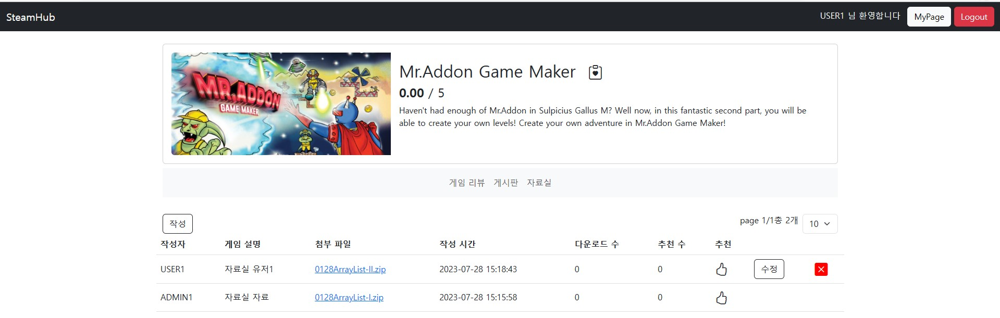 SteamHub
USER1 님 환영합니다
MyPage
Logout
MR.ADDON
GAME MAKER
Mr.Addon Game Maker
0.00 / 5
Haven't had enough of Mr.Addon in Sulpicius Gallus M? Well now, in this fantastic second part, you will be
able to create your own levels! Create your own adventure in Mr.Addon Game Maker!
게임 리뷰 게시판 자료실
작성
page 1/1총 2개
10
작성자 게임 설명 첨부 파일 작성 시간 다운로드 수 추천 수 추천
USER1 자료실 유저1 0128ArrayList-II.zip 2023-07-28 15:18:43 0 0 수정
ADMIN1 자료실 자료 0128ArrayList-I.zip 2023-07-28 15:15:58 0 0